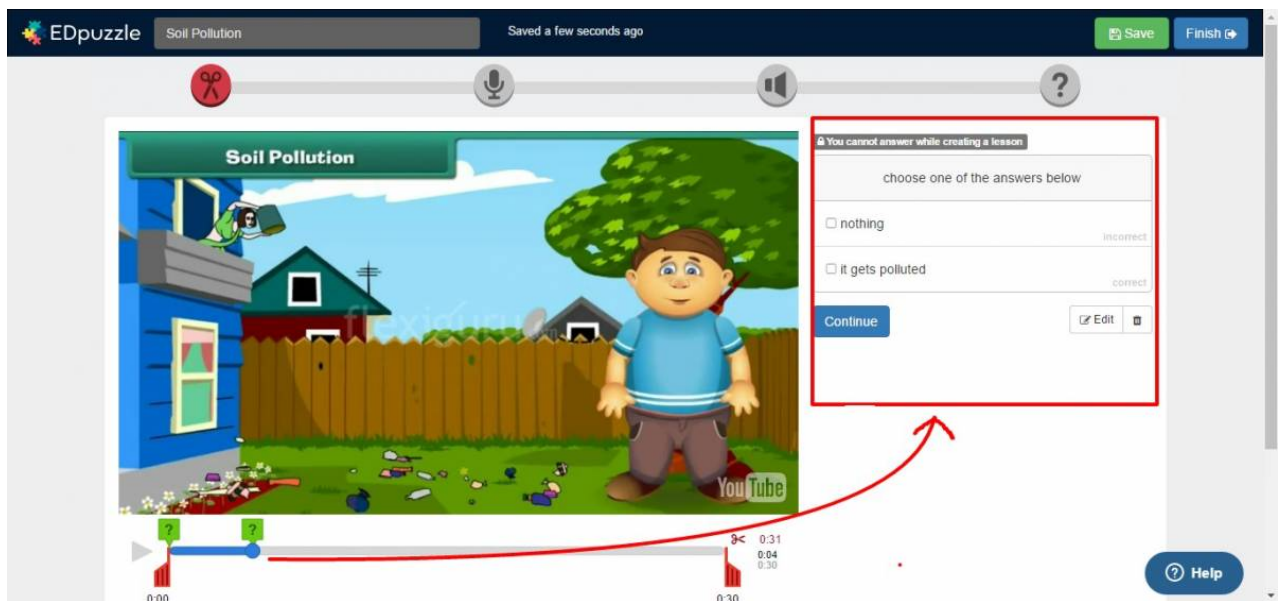 EDpuzzle
Soil Pollution
Saved a few seconds ago
Save
Finish
?
Soil Pollution
flexiguru
YouTube
You cannot answer while creating a lesson
choose one of the answers below
nothing
incorrect
it gets polluted
correct
Continue
Edit
?
?
0:31
0:04
0:30
0:00
0:30
? Help